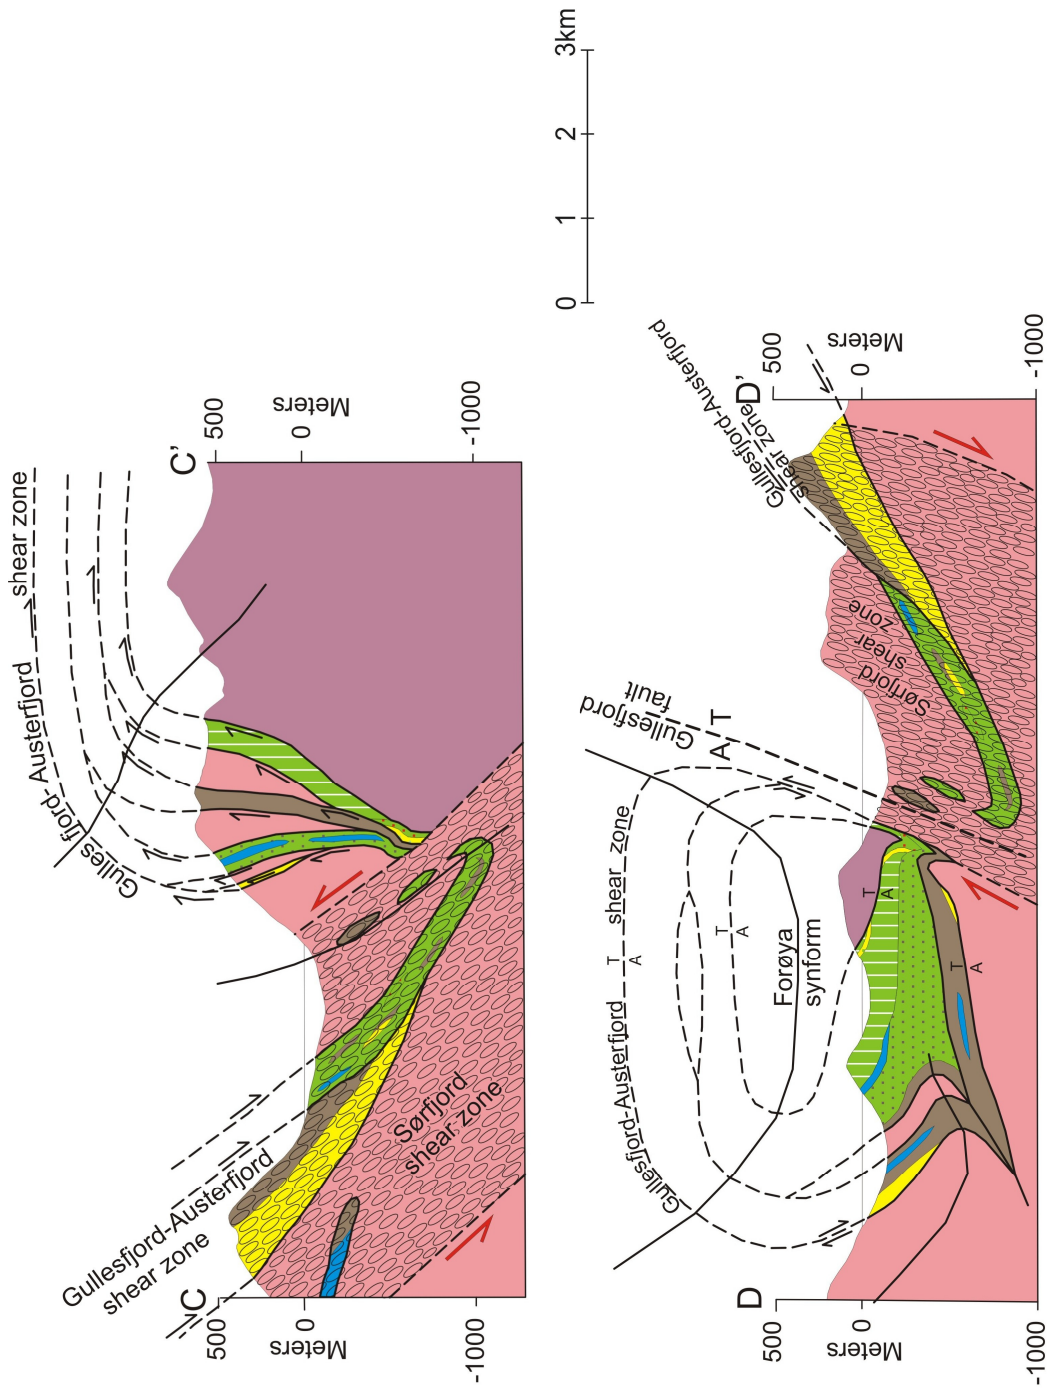 3km
2
1
0
Gulles fjord-Austerfjord shear zone
C'
500
0
-1000
Meters
Gullesfjord-Austerfjord
shear zone
Sørfjord
shear zone
C
500
0
-1000
Meters
Gullesfjord-Austerfjord
shear zone
D'
500
0
-1000
Meters
Sørfjord
shear
zone
Gullesfjord
fault
A T
Gullesfjord-Austerfjord shear zone
T
A
T
A
Forøya
synform
T
A
T
A
D
500
0
-1000
Meters